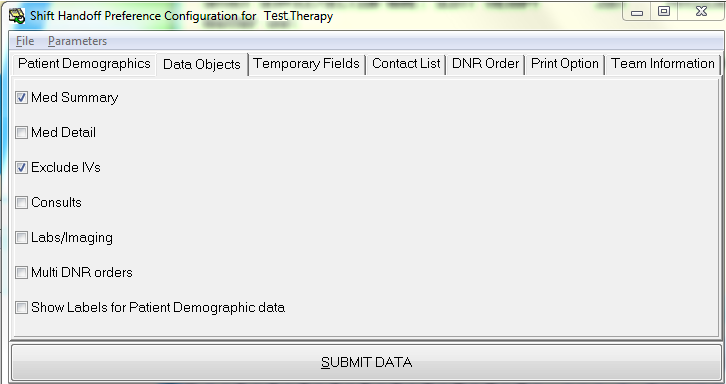 Shift Handoff Preference Configuration for Test Therapy
File Parameters
Patient Demographics Data Objects Temporary Fields Contact List DNR Order Print Option Team Information
Med Summary
Med Detail
Exclude IVs
Consults
Labs/Imaging
Multi DNR orders
Show Labels for Patient Demographic data
SUBMIT DATA